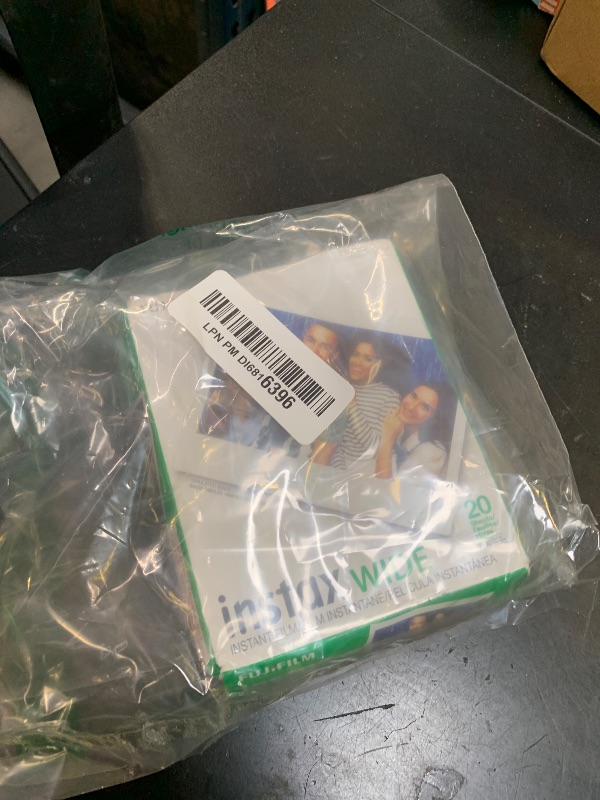 LPN PM DI6816396
20
instax WIDE
INSTANT FILM/FILM INSTANTANÉ/PELÍCULA INSTANTÁNEA
FUJIFILM